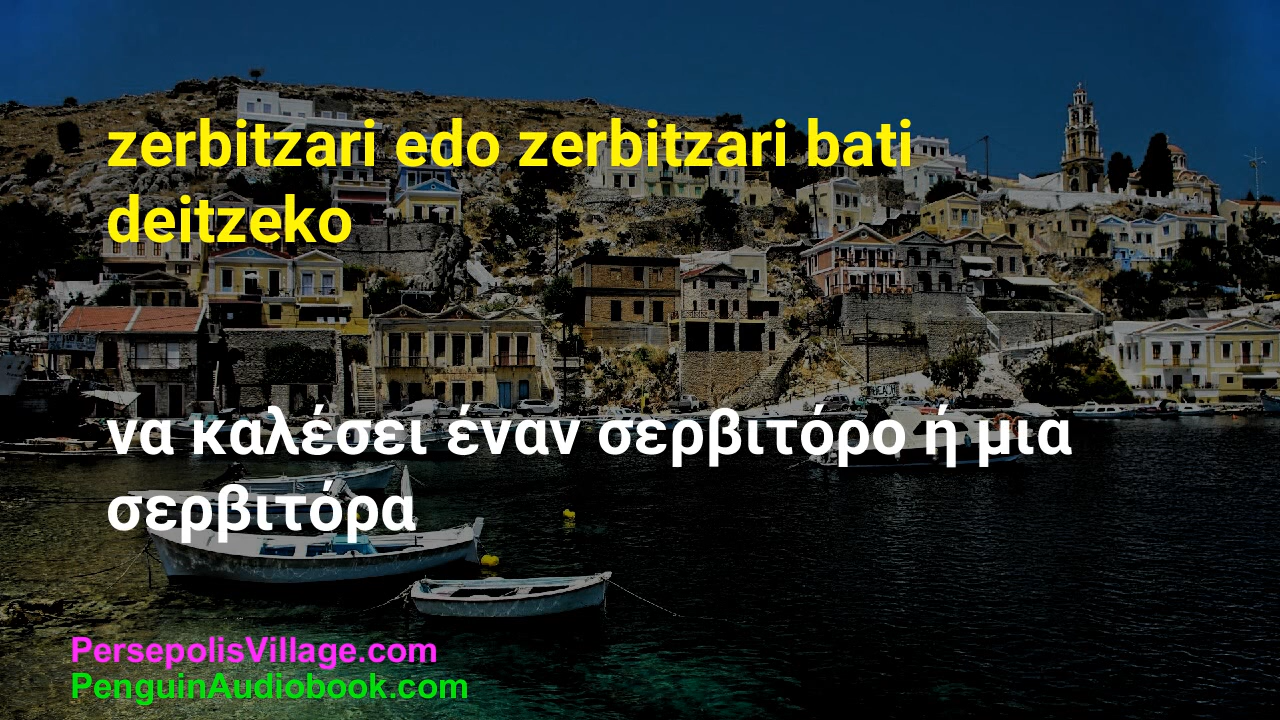 zerbitzari edo zerbitzari bati
deitzeko
να καλέσει έναν σερβιτόρο ή μια
σερβιτόρα
PersepolisVillage.com
PenguinAudiobook.com